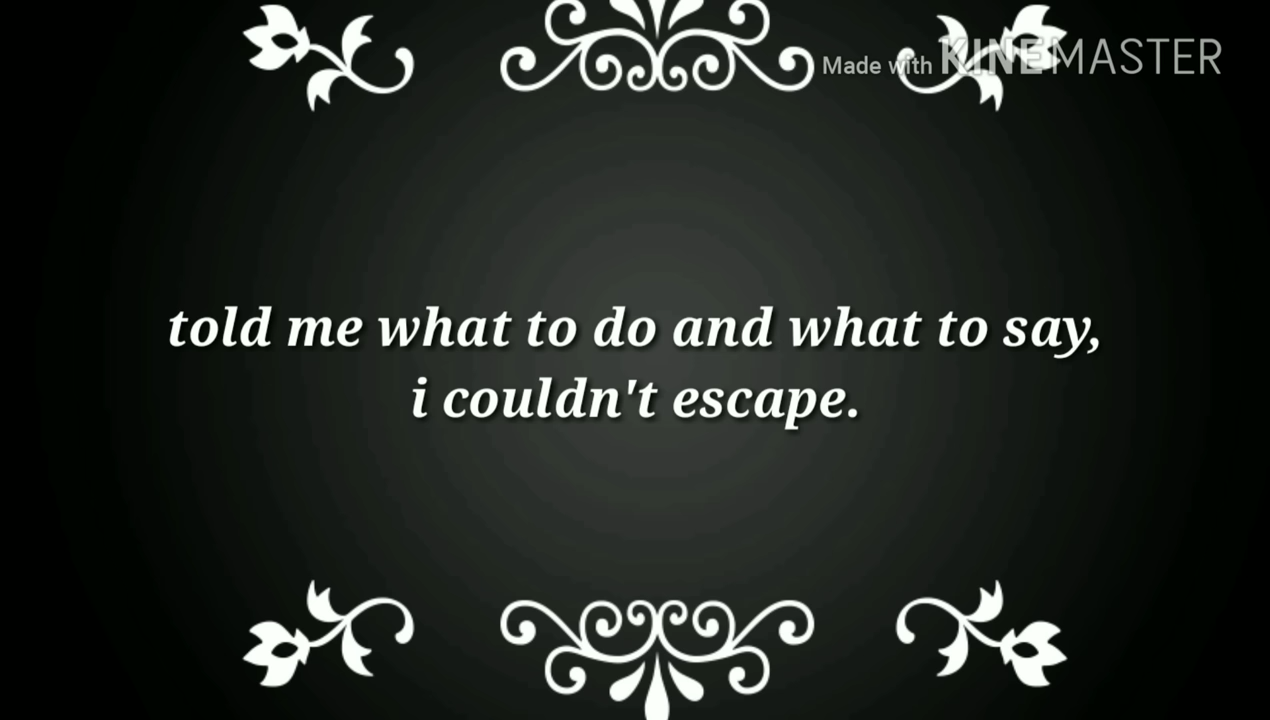 Made with KINEMASTER
told me what to do and what to say,
i couldn't escape.